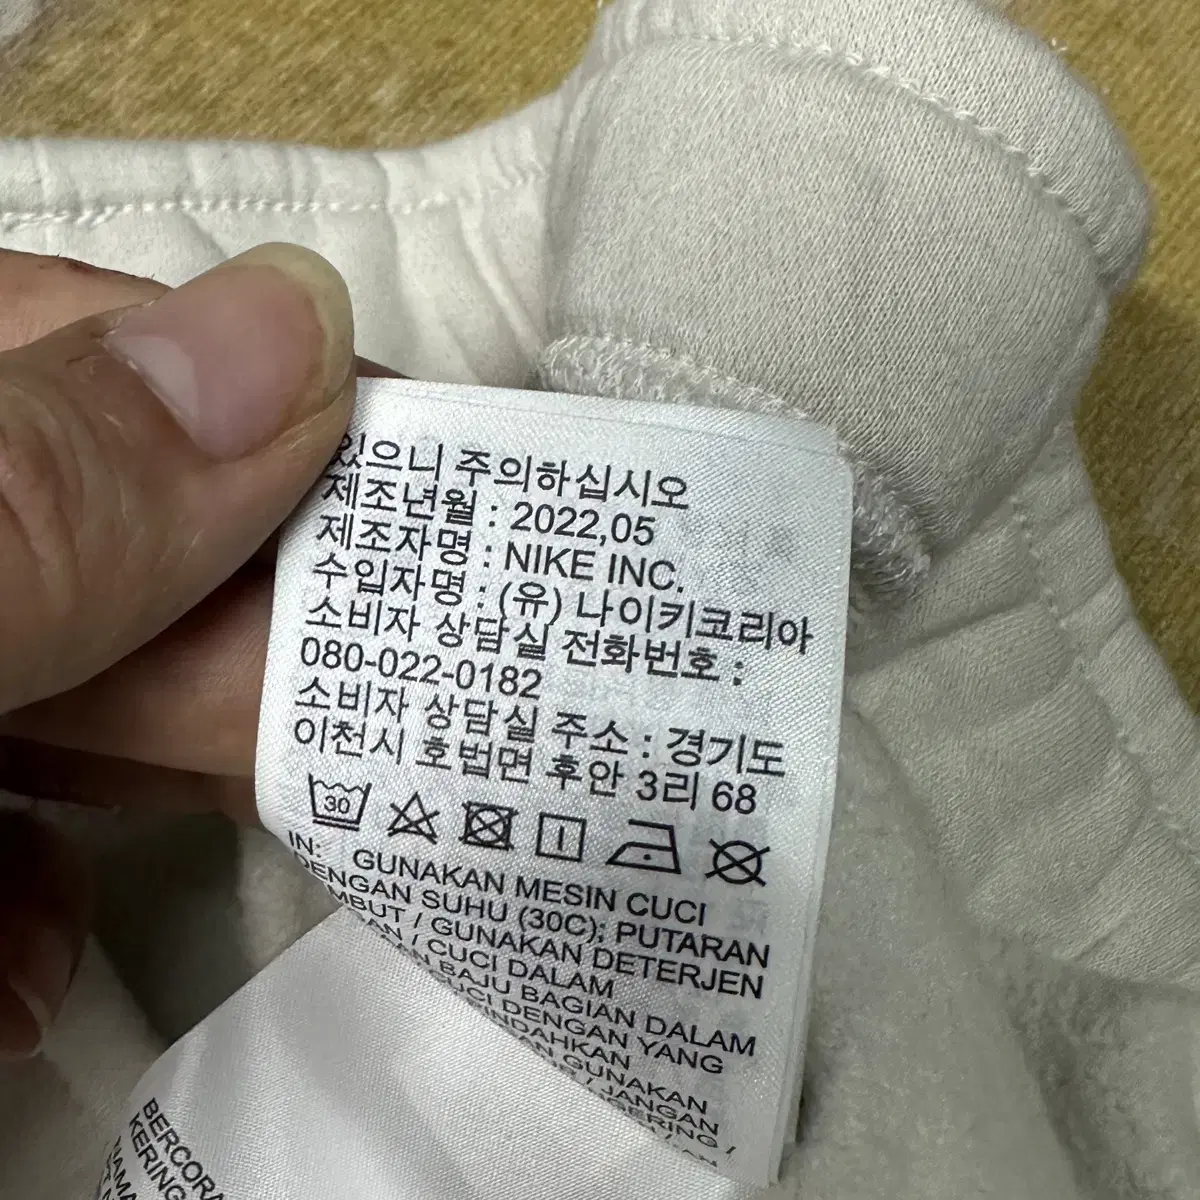 있으니 주의하십시오
제조년월 : 2022,05
제조자명 : NIKE INC.
수입자명 : (유) 나이키코리아
소비자 상담실 전화번호 :
080-022-0182
소비자 상담실 주소 : 경기도
이천시 호법면 후안 3리 68
30
IN: GUNAKAN MESIN CUCI
DENGAN SUHU (30C); PUTARAN
/ GUNAKAN DETERJEN
/ CUCI DALAM
BAJU BAGIAN DALAM
CUCI DENGAN YANG
GUNAKAN
/ JANGAN